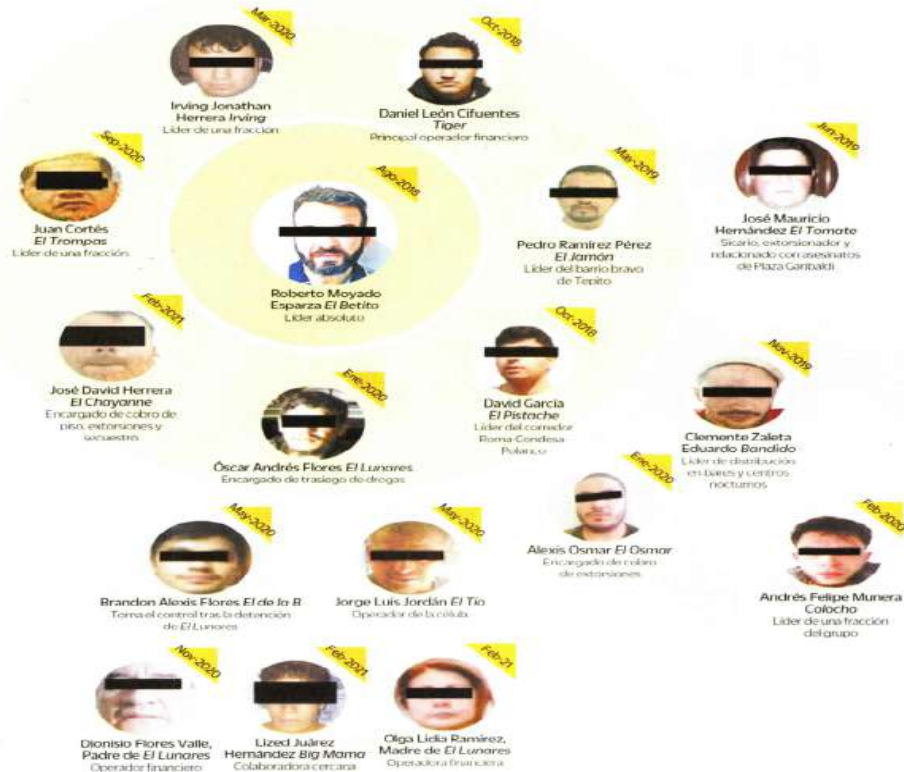 Mar-2020
Irving Jonathan
Herrera Irving
Líder de una fracción
Oct-2018
Daniel León Cifuentes
Tiger
Principal operador financiero
Sep-2020
Juan Cortés
El Trompas
Líder de una fracción
Ago-2018
Roberto Moyado
Esparza El Betito
Líder absoluto
May-2019
Pedro Ramírez Pérez
El Jamón
Líder del barrio bravo
de Tepito
Jun-2019
José Mauricio
Hernández El Tomate
Sicario, extorsionador y
relacionado con asesinatos
de Plaza Garibaldi
Feb-2021
José David Herrera
El Chayanne
Encargado de cobro de
piso, extorsiones y
secuestro
Ene-2020
Óscar Andrés Flores El Lunares
Encargado de trasiego de drogas
Oct-2018
David García
El Pistache
Líder del corredor
Roma-Condesa
Polanco
Nov-2019
Clemente Zaleta
Eduardo Bandido
Líder de distribución
en bares y centros
nocturnos
Ene-2020
Alexis Osmar El Osmar
Encargado de cobro
de extorsiones
Feb-2020
Andrés Felipe Munera
Colocho
Líder de una fracción
del grupo
May-2020
Brandon Alexis Flores El de la B
Toma el control tras la detención
de El Lunares
May-2020
Jorge Luis Jordán El Tío
Operador de la célula
Nov-2020
Dionisio Flores Valle,
Padre de El Lunares
Operador financiero
Feb-2021
Lized Juárez
Hernández Big Mama
Colaboradora cercana
Feb-21
Olga Lidia Ramírez,
Madre de El Lunares
Operadora financiera